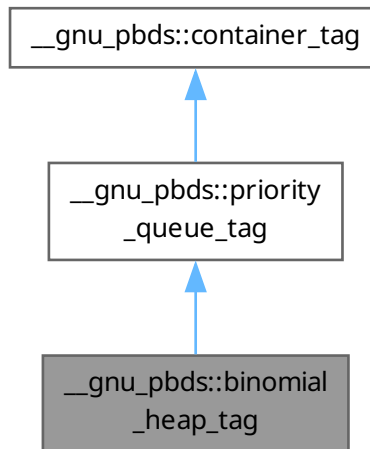 __gnu_pbds::container_tag
__gnu_pbds::priority
_queue_tag
__gnu_pbds::binomial
_heap_tag